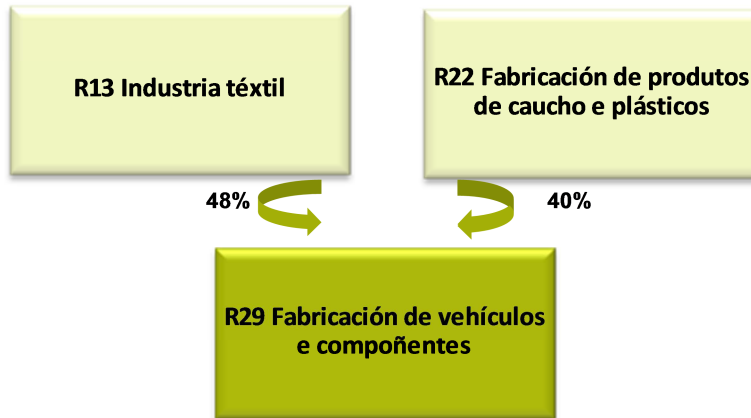 R13 Industria téxtil
R22 Fabricación de produtos
de caucho e plásticos
48%
40%
R29 Fabricación de vehículos
e compoñentes